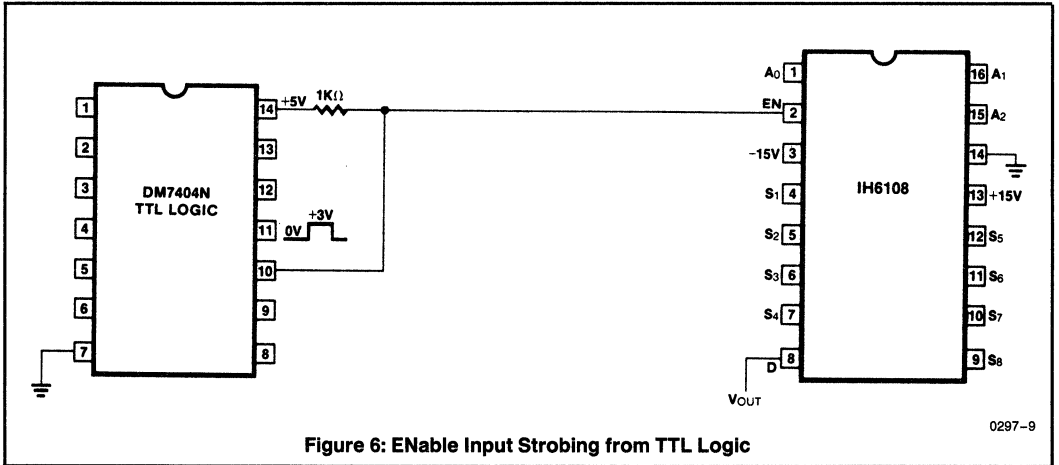 1 14 +5V 1KΩ
2 13
3 12
4 11
5 10
6 9
7 8
DM7404N
TTL LOGIC
0V +3V
A0 1 16 A1
EN 2 15 A2
-15V 3 14
S1 4 13 +15V
S2 5 12 S5
S3 6 11 S6
S4 7 10 S7
D 8 9 S8
IH6108
VOUT
0297-9
Figure 6: ENable Input Strobing from TTL Logic